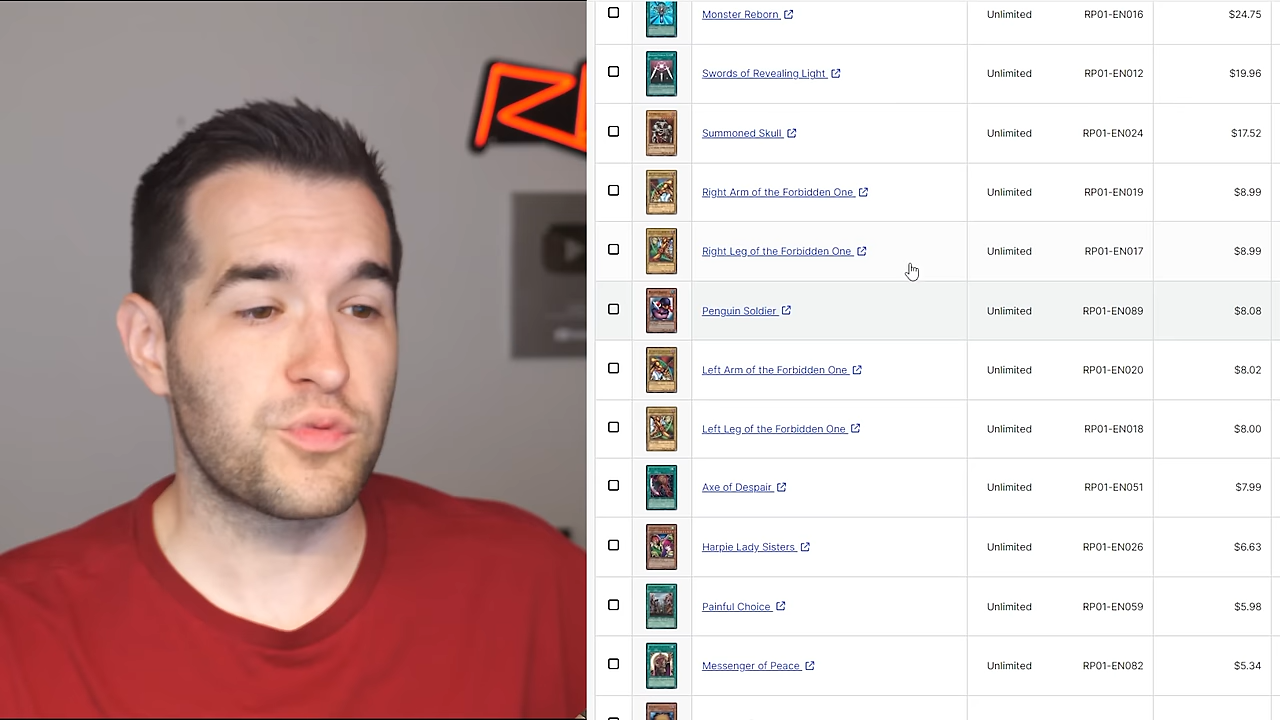 R
Monster Reborn Unlimited RP01-EN016 $24.75
Swords of Revealing Light Unlimited RP01-EN012
Summoned Skull Unlimited RP01-EN024 $17.52
Right Arm of the Forbidden One Unlimited RP01-EN019 $8.99
Right Leg of the Forbidden One Unlimited RP01-EN017 $8.99
Penguin Soldier Unlimited RP01-EN089 $8.08
Left Arm of the Forbidden One Unlimited RP01-EN020 $8.02
Left Leg of the Forbidden One Unlimited RP01-EN018 $8.00
Axe of Despair Unlimited RP01-EN051 $7.99
Harpie Lady Sisters Unlimited RP01-EN026 $6.63
Painful Choice Unlimited RP01-EN059
Messenger of Peace Unlimited RP01-EN082 $5.34